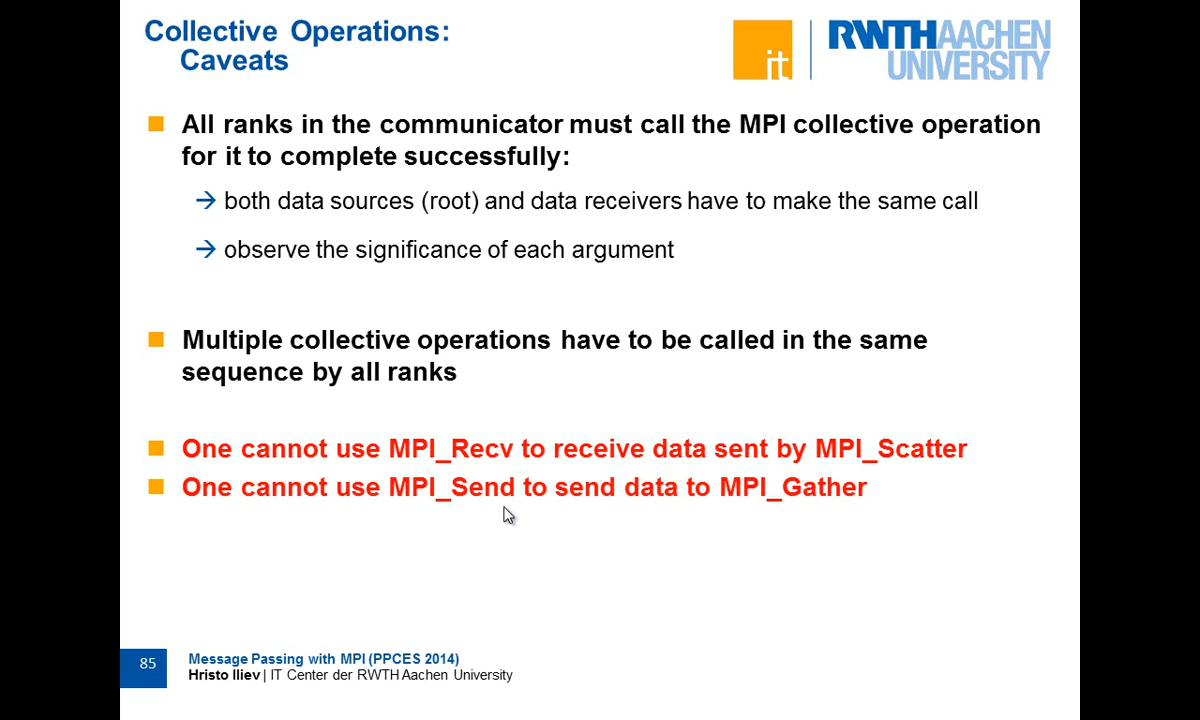 Collective Operations:
Caveats
it
RWTHAACHEN
UNIVERSITY
All ranks in the communicator must call the MPI collective operation
for it to complete successfully:
→ both data sources (root) and data receivers have to make the same call
→ observe the significance of each argument
Multiple collective operations have to be called in the same
sequence by all ranks
One cannot use MPI_Recv to receive data sent by MPI_Scatter
One cannot use MPI_Send to send data to MPI_Gather
85
Message Passing with MPI (PPCES 2014)
Hristo Iliev | IT Center der RWTH Aachen University